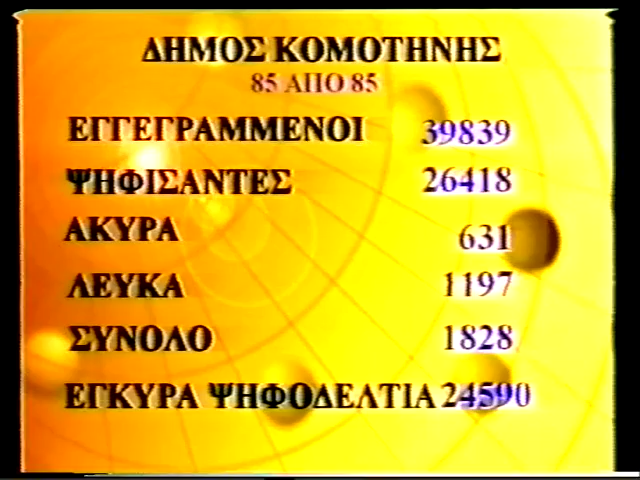 ΔΗΜΟΣ ΚΟΜΟΤΗΝΗΣ
85 ΑΠΟ 85
ΕΓΓΕΓΡΑΜΜΕΝΟΙ 39839
ΨΗΦΙΣΑΝΤΕΣ 26418
ΑΚΥΡΑ 631
ΛΕΥΚΑ 1197
ΣΥΝΟΛΟ 1828
ΕΓΚΥΡΑ ΨΗΦΟΔΕΛΤΙΑ 24590